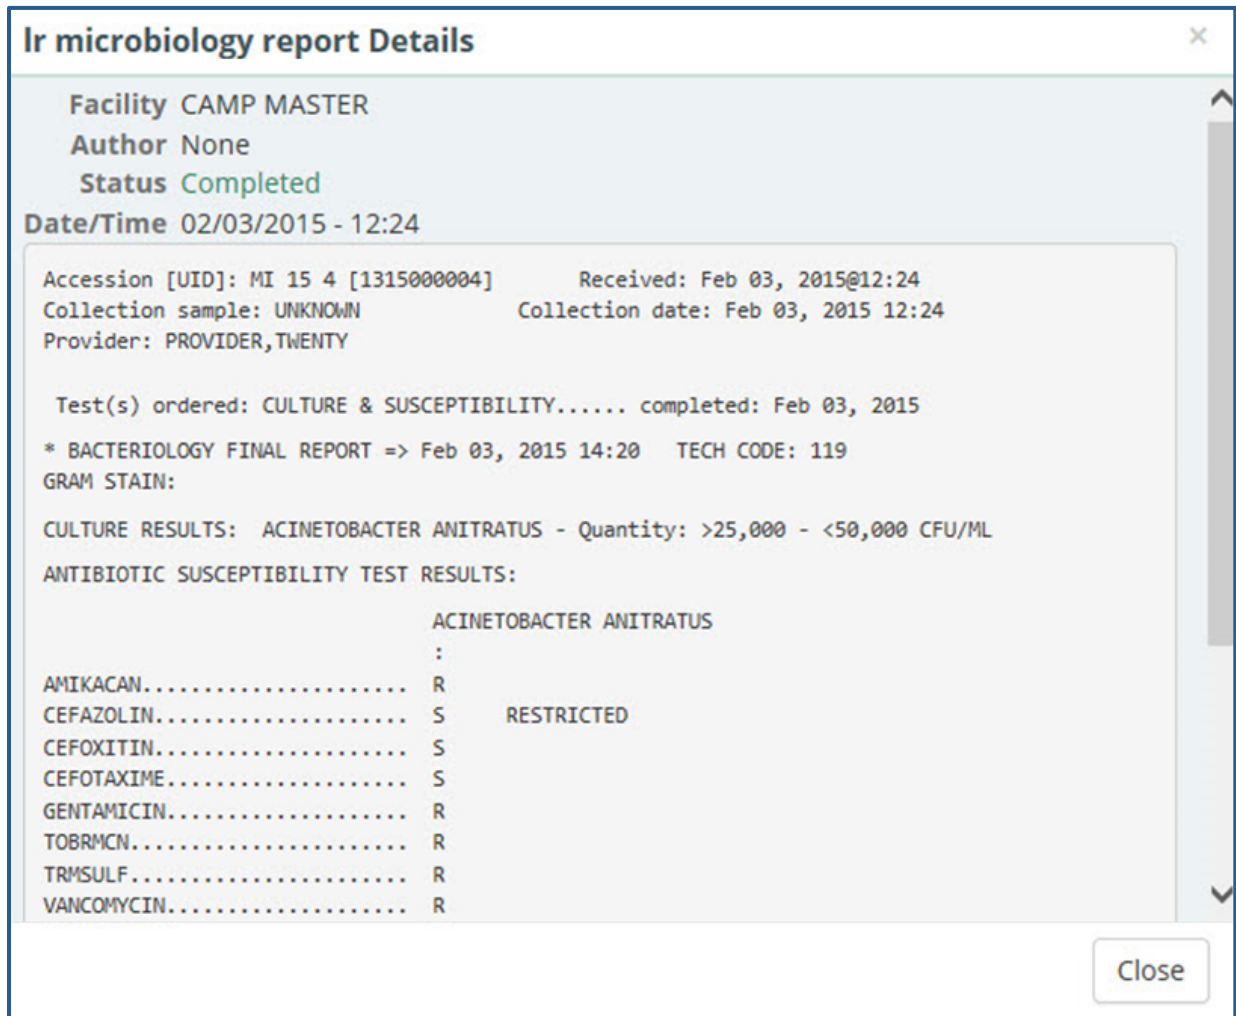 lr microbiology report Details ×
Facility CAMP MASTER
Author None
Status Completed
Date/Time 02/03/2015 - 12:24
Accession [UID]: MI 15 4 [1315000004] Received: Feb 03, 2015@12:24
Collection sample: UNKNOWN Collection date: Feb 03, 2015 12:24
Provider: PROVIDER,TWENTY
Test(s) ordered: CULTURE & SUSCEPTIBILITY...... completed: Feb 03, 2015
* BACTERIOLOGY FINAL REPORT => Feb 03, 2015 14:20 TECH CODE: 119
GRAM STAIN:
CULTURE RESULTS: ACINETOBACTER ANITRATUS - Quantity: >25,000 - <50,000 CFU/ML
ANTIBIOTIC SUSCEPTIBILITY TEST RESULTS:
ACINETOBACTER ANITRATUS
:
AMIKACAN...................... R
CEFAZOLIN..................... S RESTRICTED
CEFOXITIN..................... S
CEFOTAXIME.................... S
GENTAMICIN.................... R
TOBRMCN....................... R
TRMSULF....................... R
VANCOMYCIN.................... R
Close